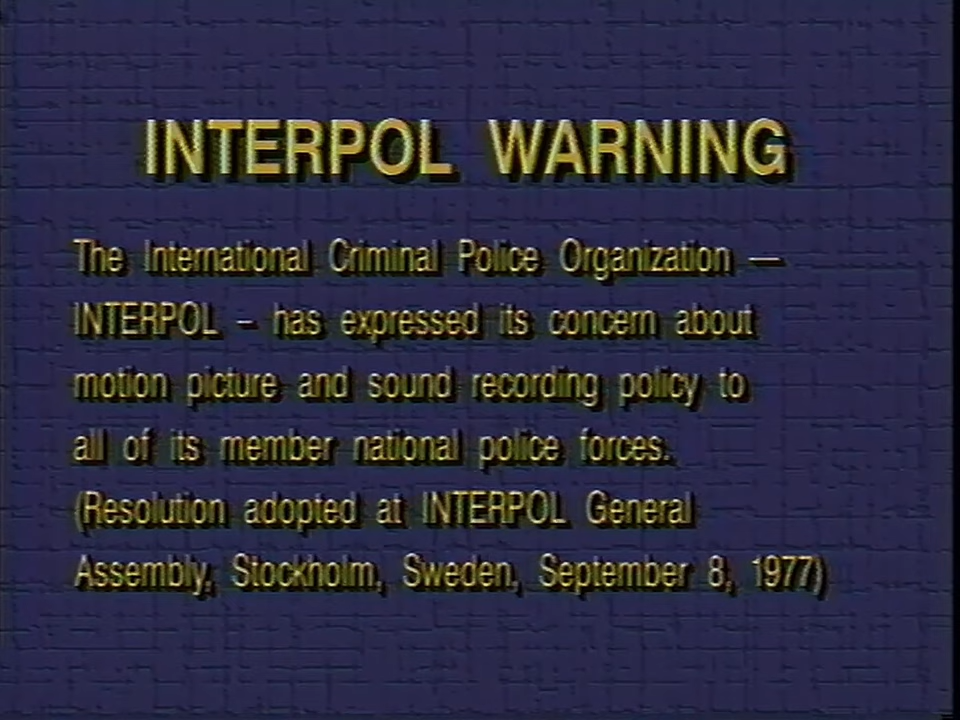 INTERPOL WARNING
The International Criminal Police Organization —
INTERPOL – has expressed its concern about
motion picture and sound recording policy to
all of its member national police forces.
(Resolution adopted at INTERPOL General
Assembly, Stockholm, Sweden, September 8, 1977)